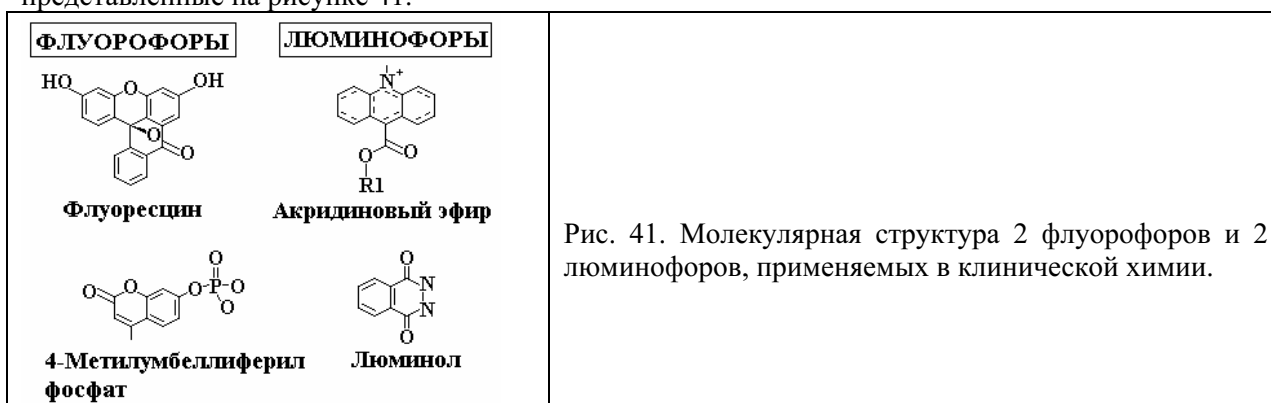 представленные на рисунке 41.
ФЛУОРОФОРЫ
ЛЮМИНОФОРЫ
HO
O
OH
O
O
Флуоресцин
N+
O
O
R1
Акридиновый эфир
O
O
O
O
P
O
O
4-Метилумбеллиферил
фосфат
O
N
N
O
Люминол
Рис. 41. Молекулярная структура 2 флуорофоров и 2
люминофоров, применяемых в клинической химии.